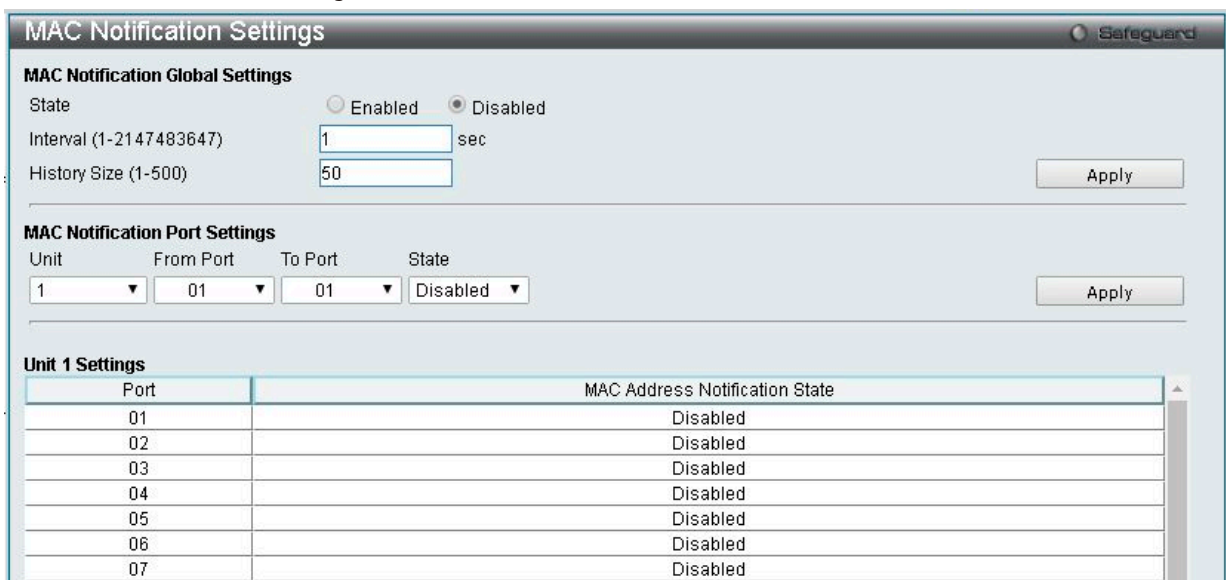 MAC Notification Settings
Safeguard
MAC Notification Global Settings
State Enabled Disabled
Interval (1-2147483647) 1 sec
History Size (1-500) 50 Apply
MAC Notification Port Settings
Unit From Port To Port State
1 01 01 Disabled Apply
Unit 1 Settings
Port MAC Address Notification State
01 Disabled
02 Disabled
03 Disabled
04 Disabled
05 Disabled
06 Disabled
07 Disabled